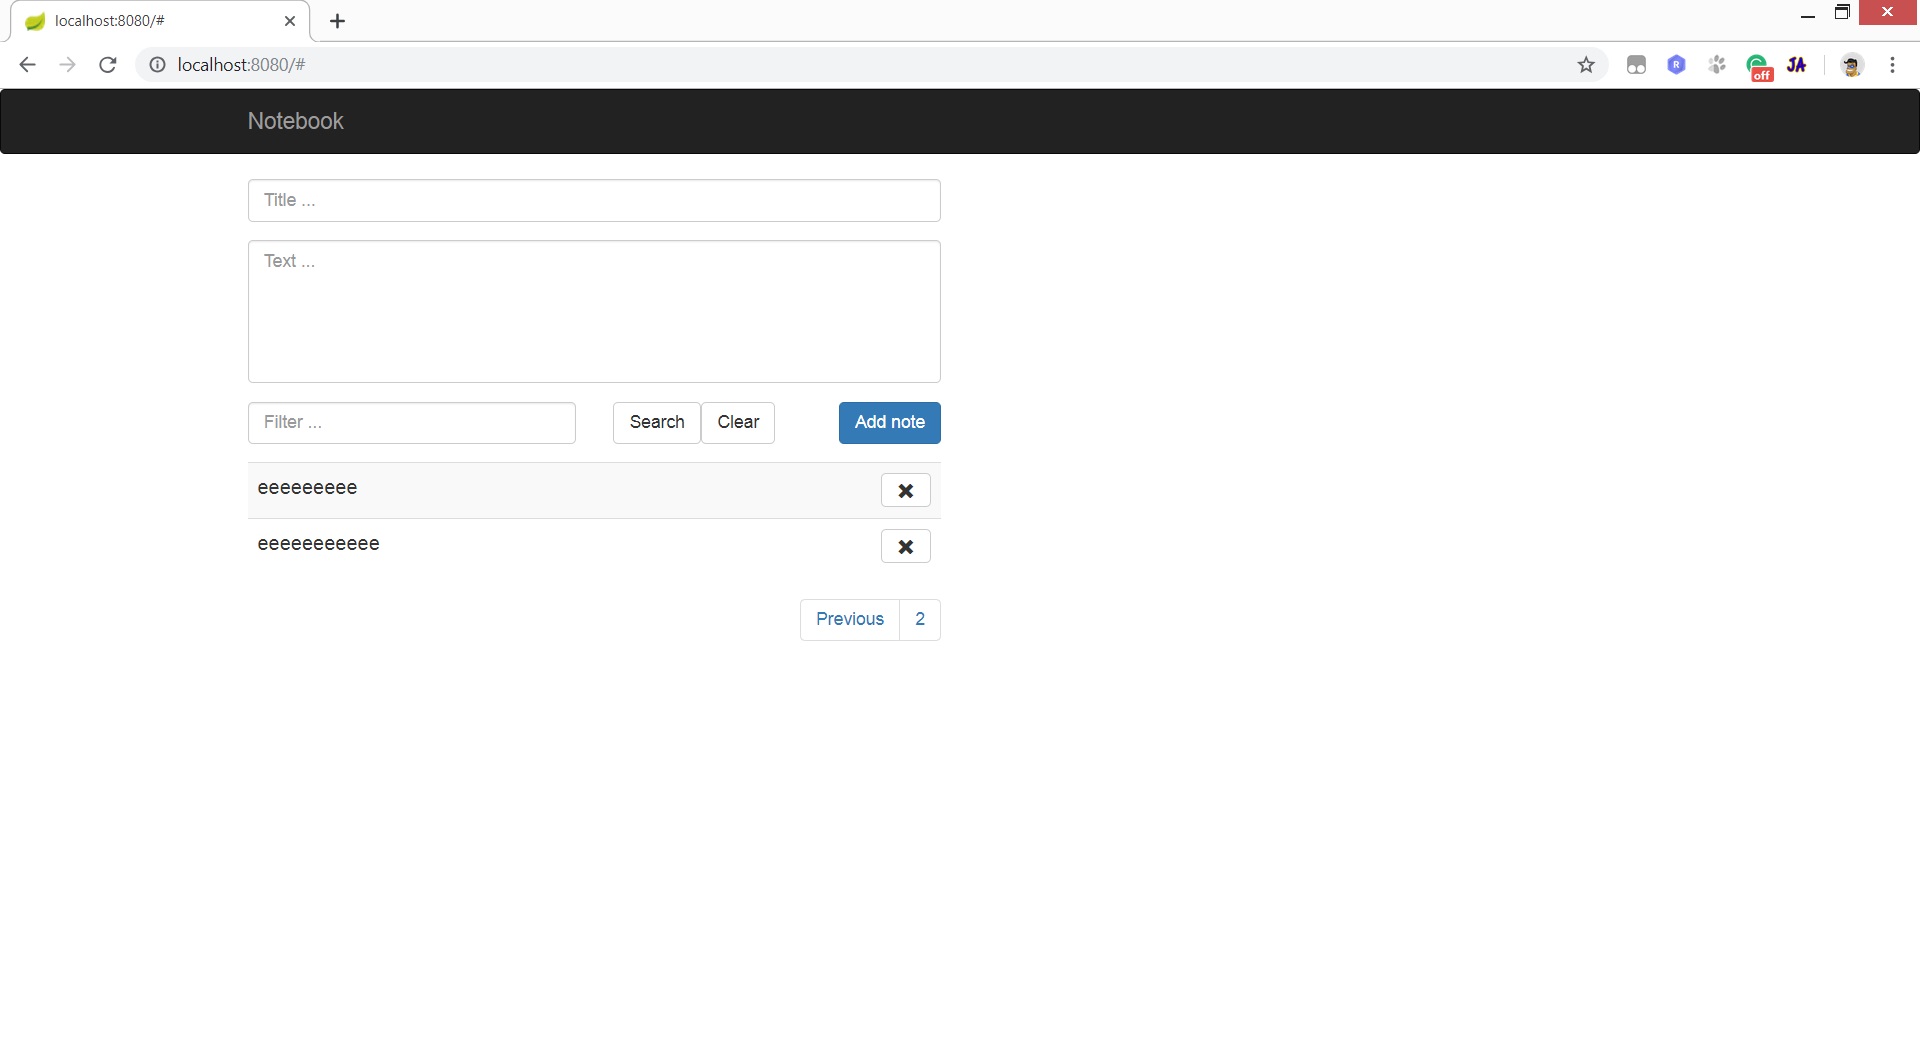 localhost:8080/#
localhost:8080/#
R
off
JA
Notebook
Title ...
Text ...
Filter ...
Search
Clear
Add note
eeeeeeeee
eeeeeeeeeee
Previous
2